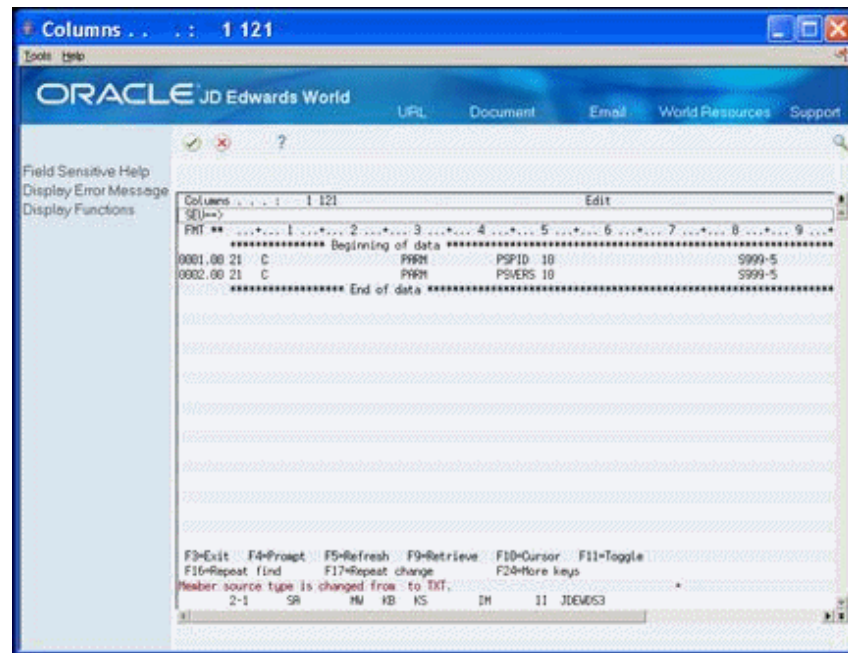 Columns . . . . : 1 121
Tools Help
ORACLE JD Edwards World
URL Document Email World Resources Support
?
Field Sensitive Help
Display Error Message
Display Functions
Columns . . . : 1 121 Edit
SEU==>
FMT ** ...+... 1 ...+... 2 ...+... 3 ...+... 4 ...+... 5 ...+... 6 ...+... 7 ...+... 8 ...+... 9 ...+
*************** Beginning of data *************************************************************
0001.00 21 C PARM PSPID 10 S999-5
0002.00 21 C PARM PSVERS 10 S999-5
****************** End of data ****************************************************************
F3=Exit F4=Prompt F5=Refresh F9=Retrieve F10=Cursor F11=Toggle
F16=Repeat find F17=Repeat change F24=More keys
Member source type is changed from to TXT. +
2-1 SA MW KB KS IM II JDEWDS3